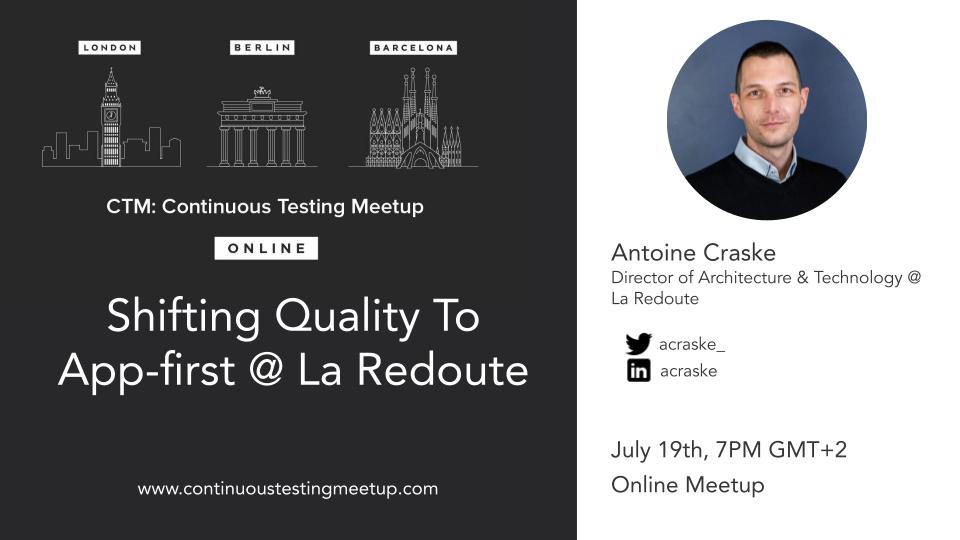 LONDON
BERLIN
BARCELONA
CTM: Continuous Testing Meetup
ONLINE
Shifting Quality To
App-first @ La Redoute
www.continuoustestingmeetup.com
Antoine Craske
Director of Architecture & Technology @
La Redoute
acraske_
in acraske
July 19th, 7PM GMT+2
Online Meetup